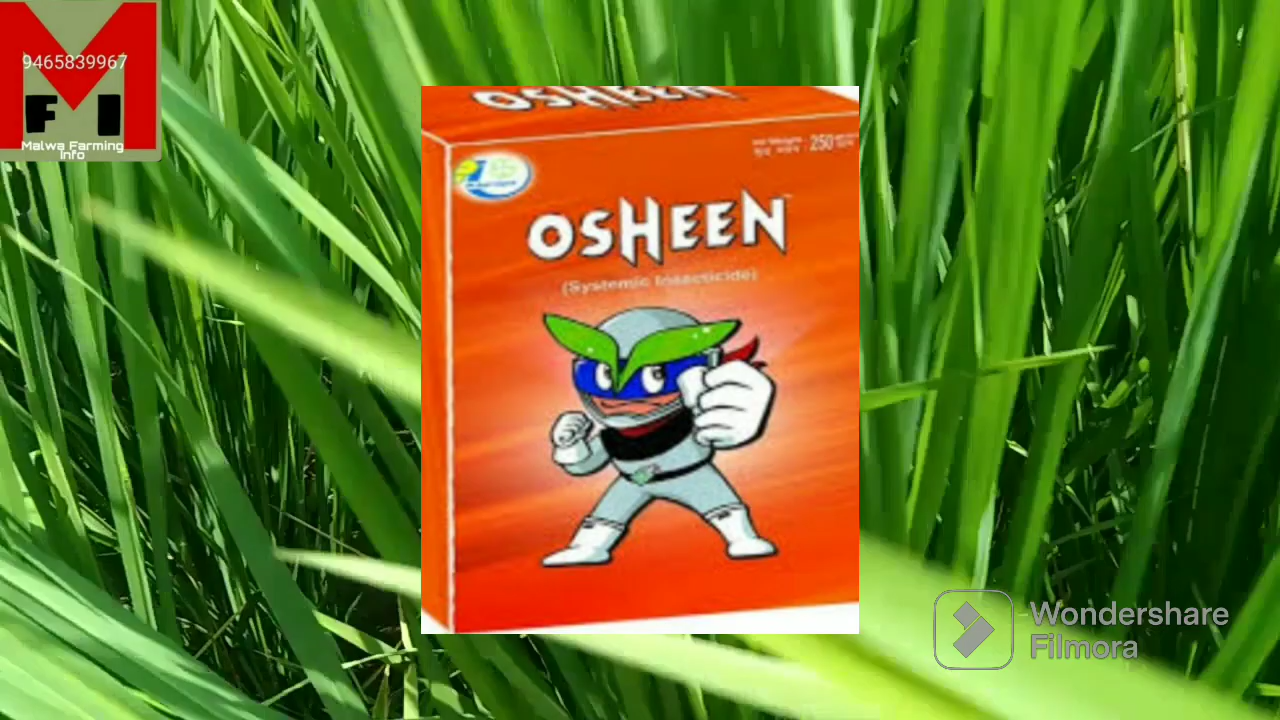 9465839967
F I
Malwa Farming
Info
OSHEEN
250
OSHEEN
(Systemic Insecticide)
Wondershare
Filmora